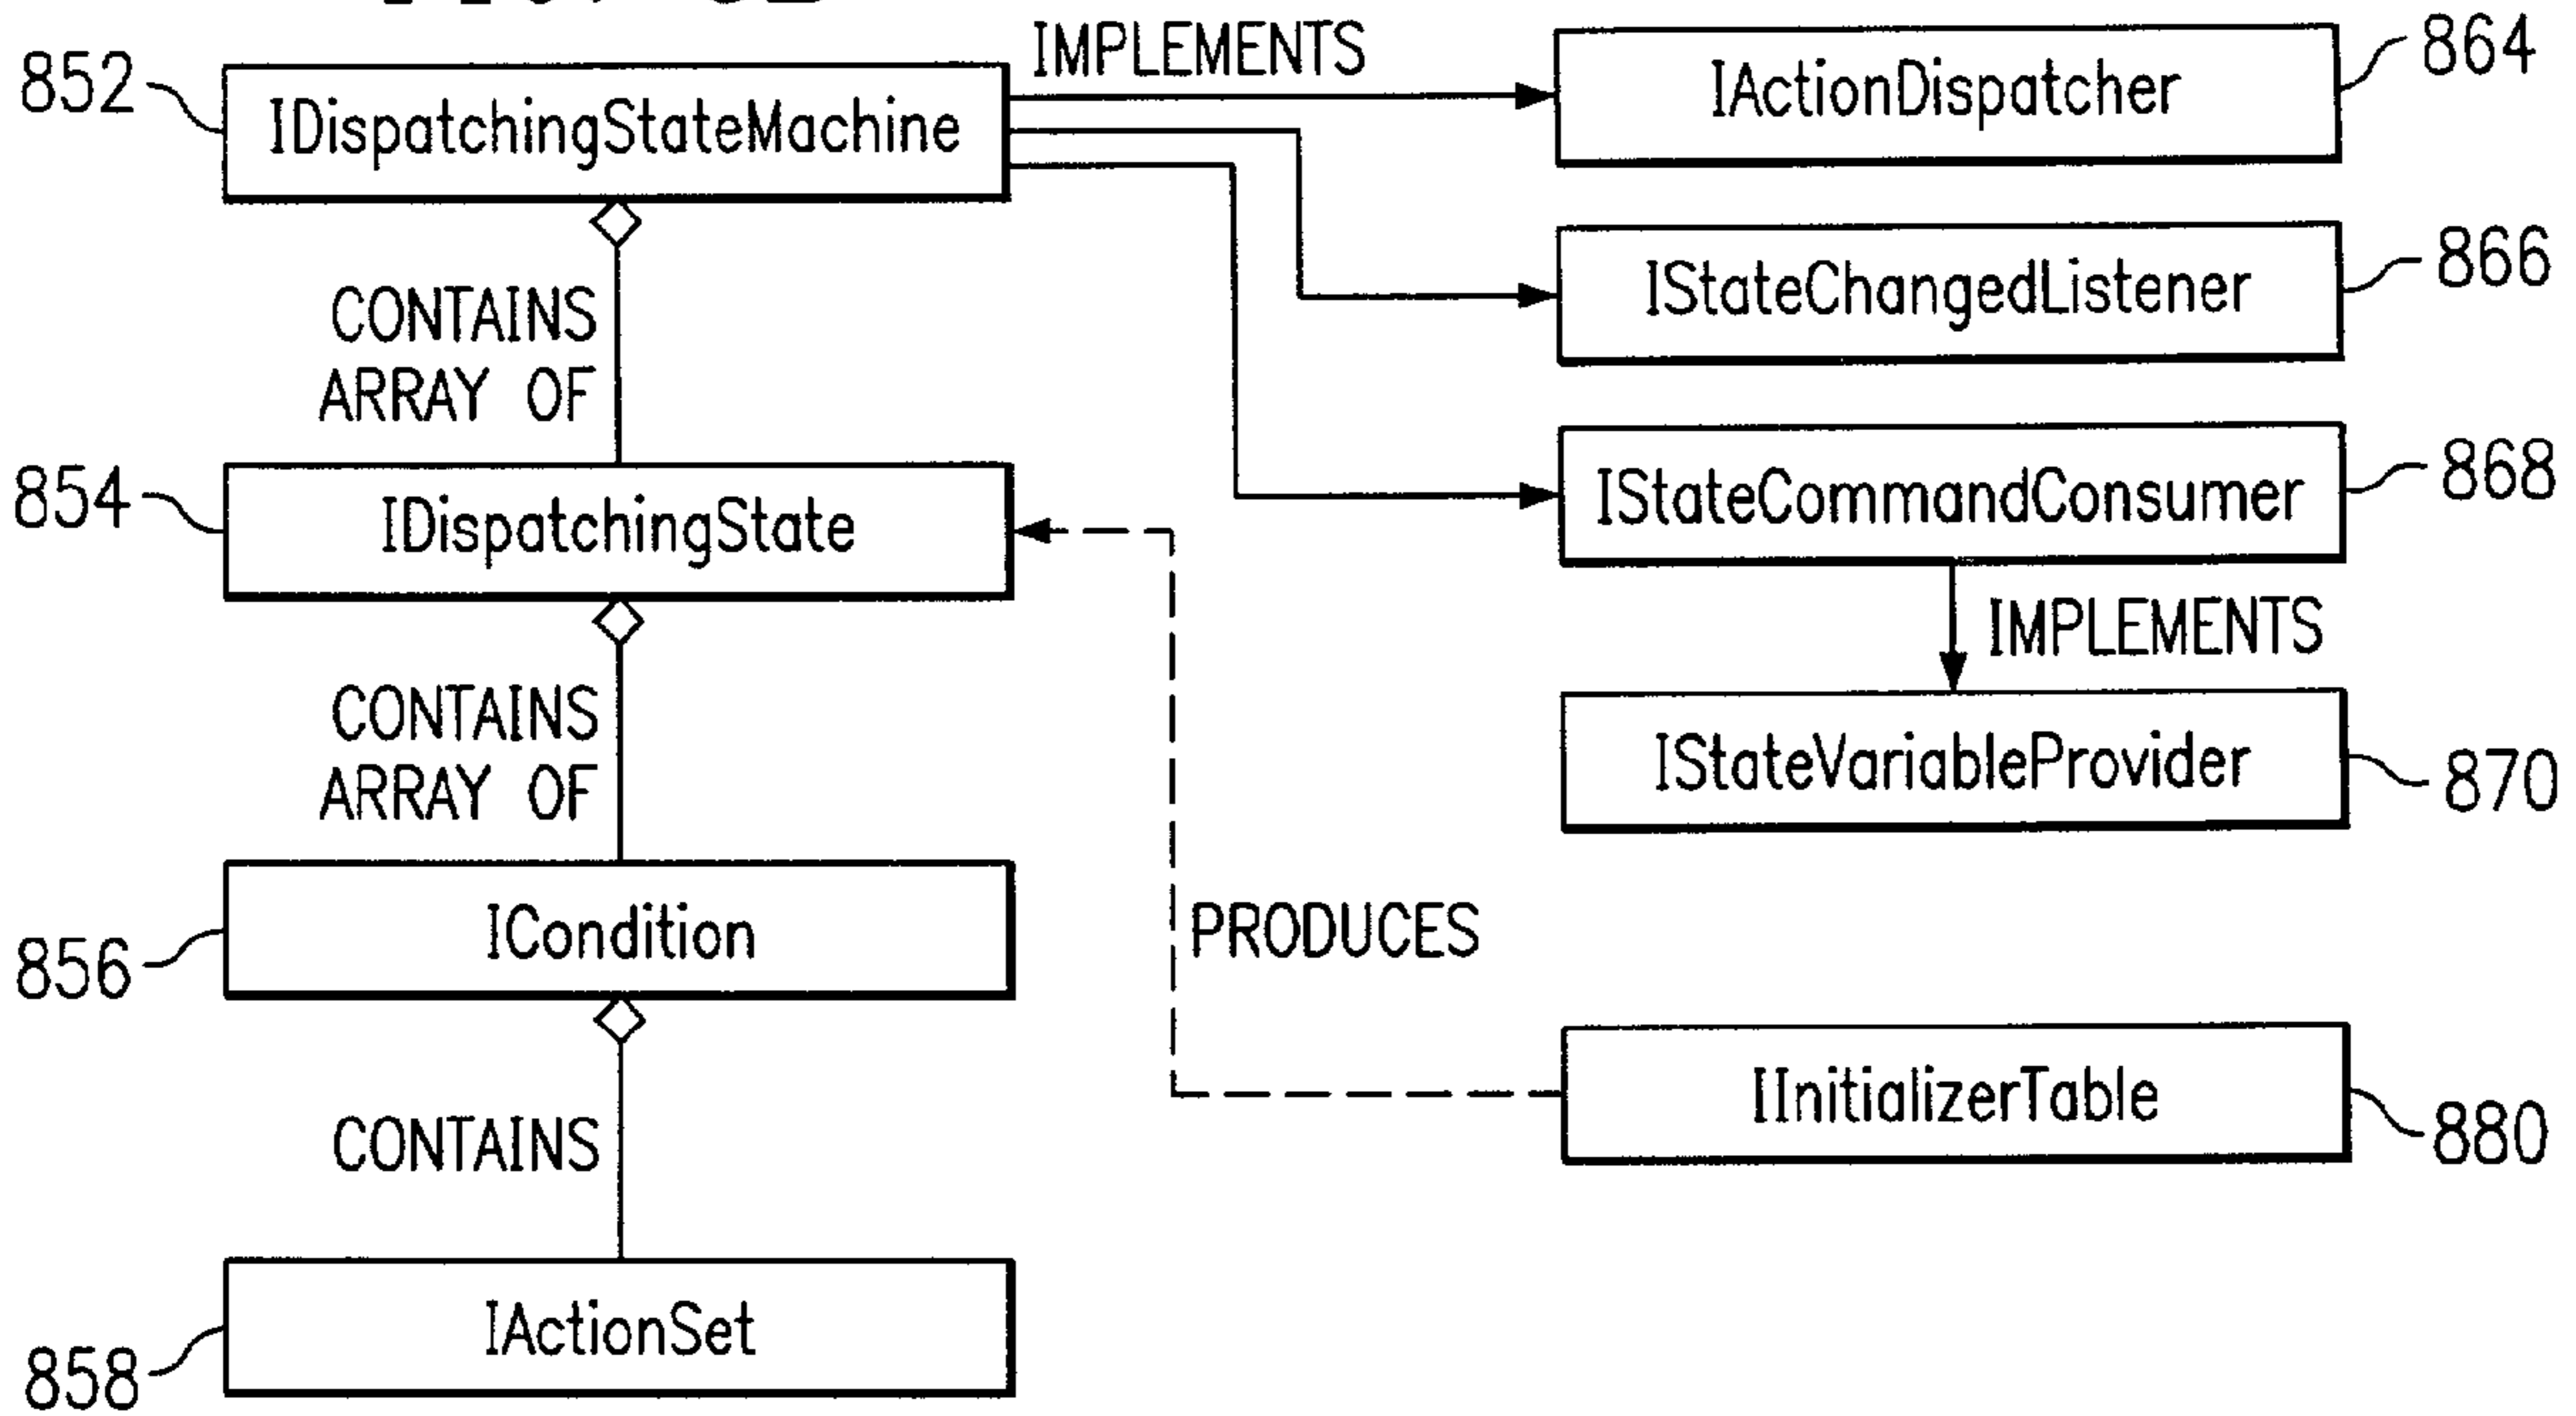 852
IDispatchingStateMachine
IMPLEMENTS
IActionDispatcher
864
IStateChangedListener
866
CONTAINS
ARRAY OF
IStateCommandConsumer
868
854
IDispatchingState
IMPLEMENTS
IStateVariableProvider
870
CONTAINS
ARRAY OF
856
ICondition
PRODUCES
IInitializerTable
880
CONTAINS
858
IActionSet